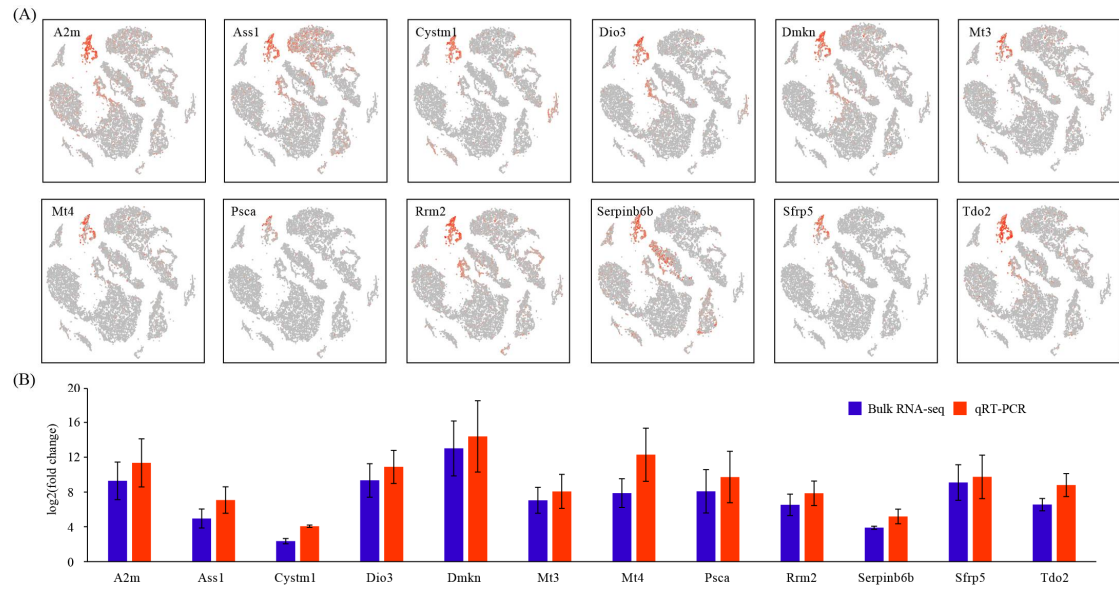 (A)
A2m Ass1 Cystm1 Dio3 Dmkn Mt3
Mt4 Psca Rrm2 Serpinb6b Sfrp5 Tdo2
(B)
20
16
12
8
4
0
log2(fold change)
Bulk RNA-seq qRT-PCR
A2m Ass1 Cystm1 Dio3 Dmkn Mt3 Mt4 Psca Rrm2 Serpinb6b Sfrp5 Tdo2